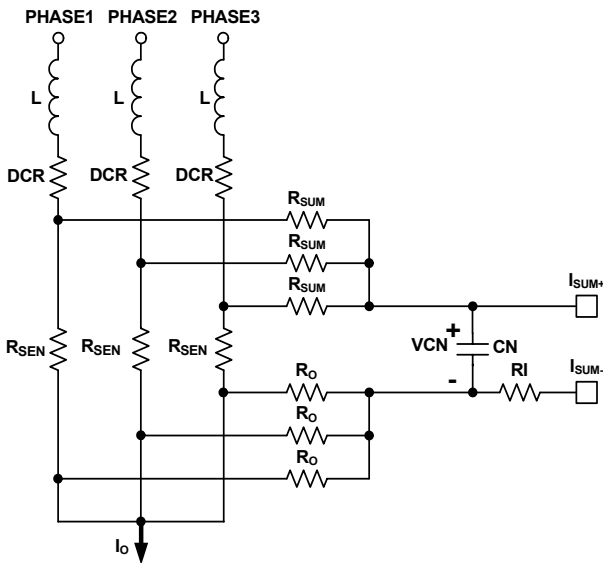 PHASE1 PHASE2 PHASE3
L L L
DCR DCR DCR
RSUM
RSUM
ISUM+
RSUM
RSEN RSEN RSEN
+
VCN CN
-
RO
RI
ISUM-
RO
RO
IO